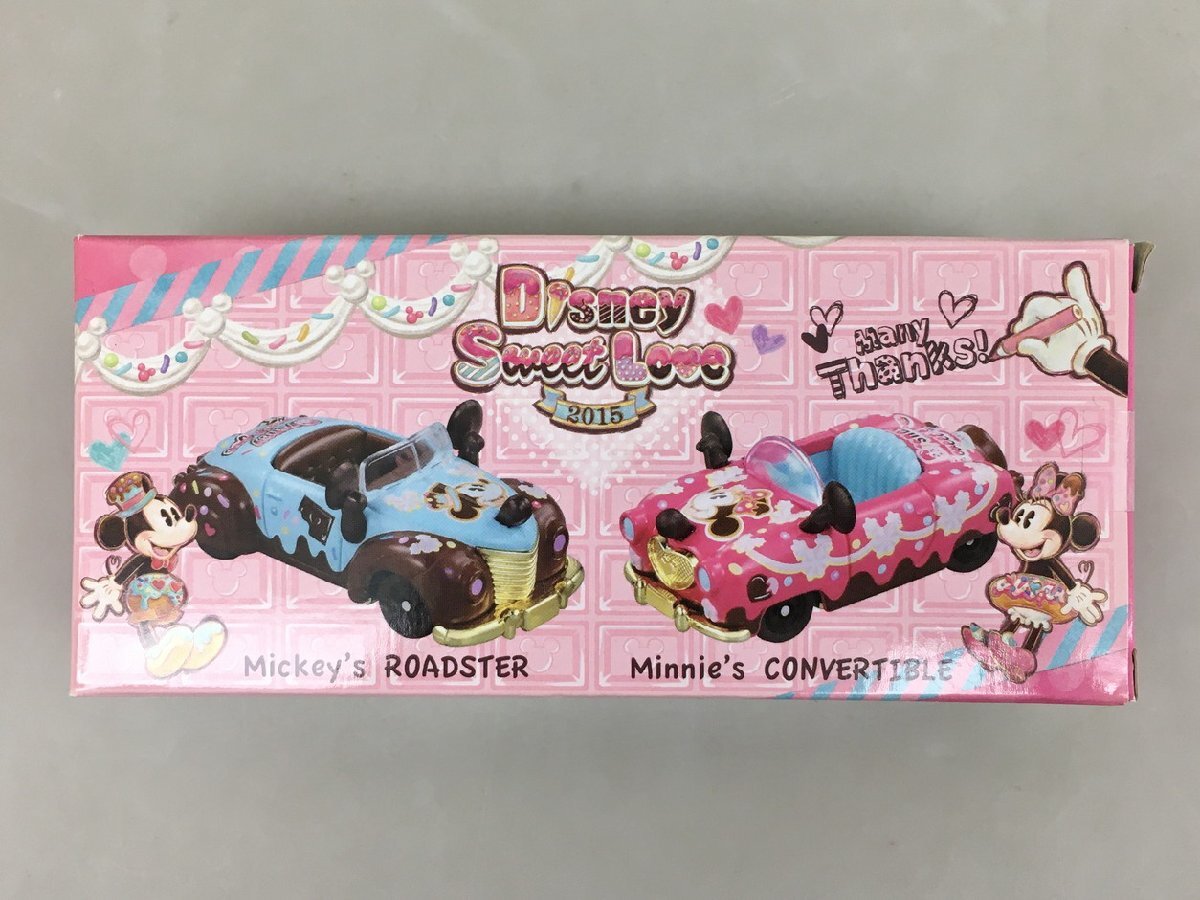 Disney
Sweet Love
2015
Many
Thanks!
Mickey's ROADSTER
Minnie's CONVERTIBLE